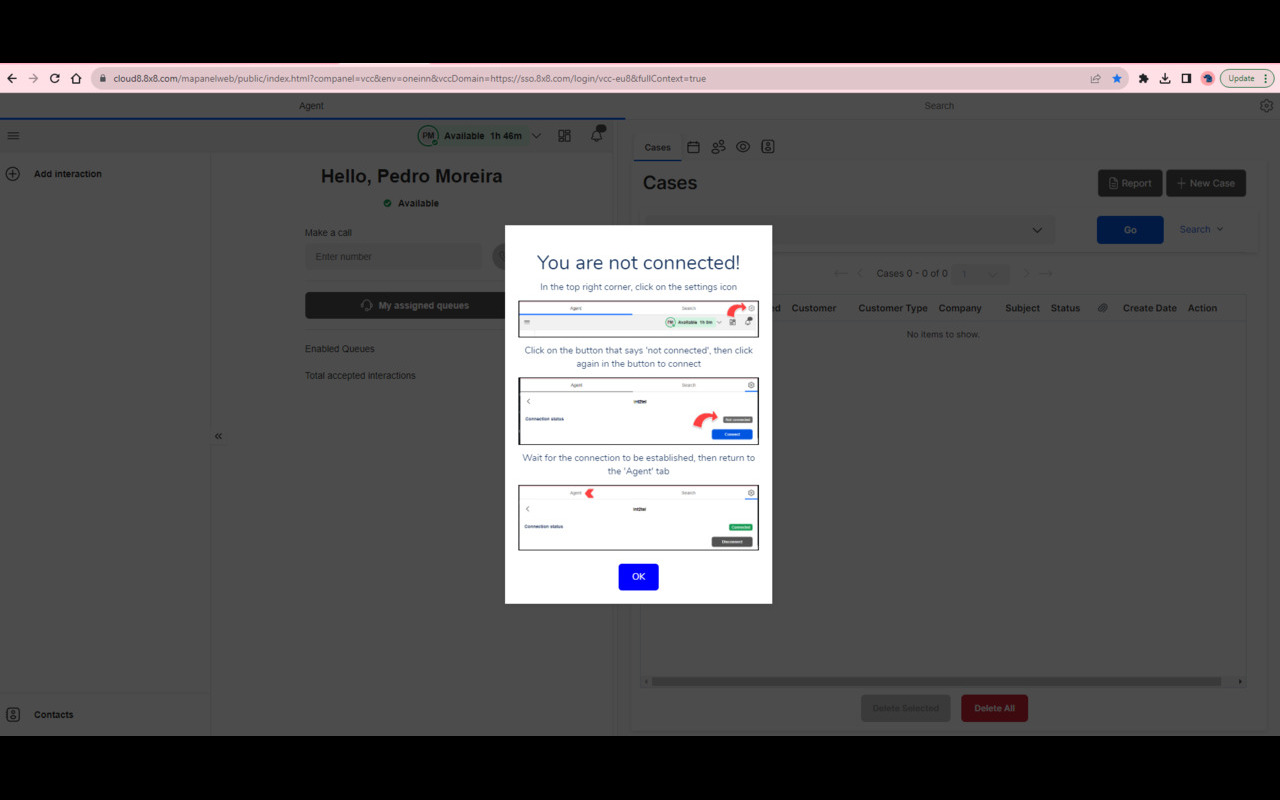 cloud8.8x8.com/mapanelweb/public/index.html?companel=vcc&env=oneinn&vccDomain=https://sso.8x8.com/login/vcc-eu8&fullContext=true
Update
Agent
Search
PM Available 1h 46m
Add interaction
Hello, Pedro Moreira
Available
Make a call
Enter number
My assigned queues
Enabled Queues
Total accepted interactions
Contacts
Cases
Cases
Report
New Case
Go
Search
Cases 0 - 0 of 0
1
Customer
Customer Type
Company
Subject
Status
Create Date
Action
No items to show.
Delete Selected
Delete All
You are not connected!
In the top right corner, click on the settings icon
Agent
Search
PM Available 1h 9m
Click on the button that says 'not connected', then click
again in the button to connect
Agent
Search
Connection status
Not connected
Connect
Wait for the connection to be established, then return to
the 'Agent' tab
Agent
Search
Connection status
Connected
Disconnect
OK